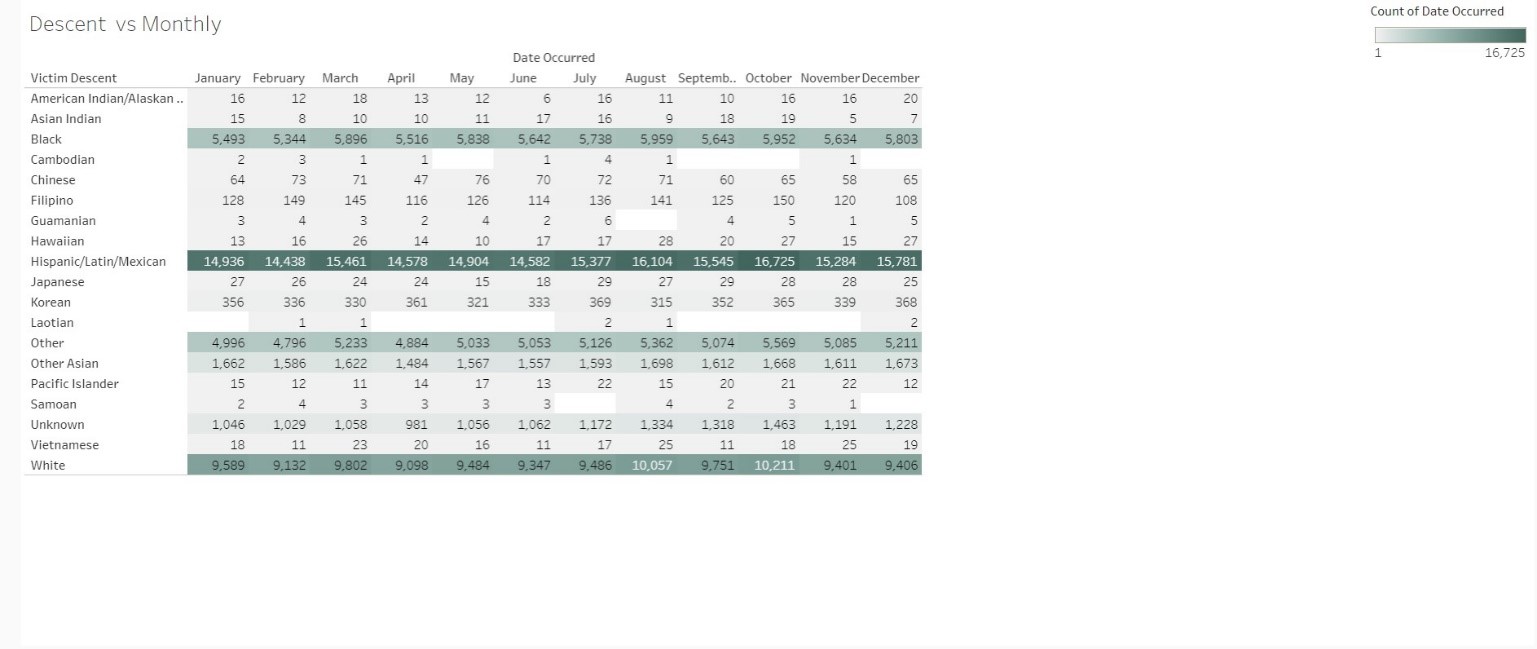 Descent vs Monthly
Count of Date Occurred
1 16,725
Date Occurred
Victim Descent January February March April May June July August Septemb.. October November December
American Indian/Alaskan .. 16 12 18 13 12 6 16 11 10 16 16 20
Asian Indian 15 8 10 10 11 17 16 9 18 19 5 7
Black 5,493 5,344 5,896 5,516 5,838 5,642 5,738 5,959 5,643 5,952 5,634 5,803
Cambodian 2 3 1 1 1 4 1 1
Chinese 64 73 71 47 76 70 72 71 60 65 58 65
Filipino 128 149 145 116 126 114 136 141 125 150 120 108
Guamanian 3 4 3 2 4 2 6 4 5 1 5
Hawaiian 13 16 26 14 10 17 17 28 20 27 15 27
Hispanic/Latin/Mexican 14,936 14,438 15,461 14,578 14,904 14,582 15,377 16,104 15,545 16,725 15,284 15,781
Japanese 27 26 24 24 15 18 29 27 29 28 28 25
Korean 356 336 330 361 321 333 369 315 352 365 339 368
Laotian 1 1 2 1 2
Other 4,996 4,796 5,233 4,884 5,033 5,053 5,126 5,362 5,074 5,569 5,085 5,211
Other Asian 1,662 1,586 1,622 1,484 1,567 1,557 1,593 1,698 1,612 1,668 1,611 1,673
Pacific Islander 15 12 11 14 17 13 22 15 20 21 22 12
Samoan 2 4 3 3 3 3 4 2 3 1
Unknown 1,046 1,029 1,058 981 1,056 1,062 1,172 1,334 1,318 1,463 1,191 1,228
Vietnamese 18 11 23 20 16 11 17 25 11 18 25 19
White 9,589 9,132 9,802 9,098 9,484 9,347 9,486 10,057 9,751 10,211 9,401 9,406